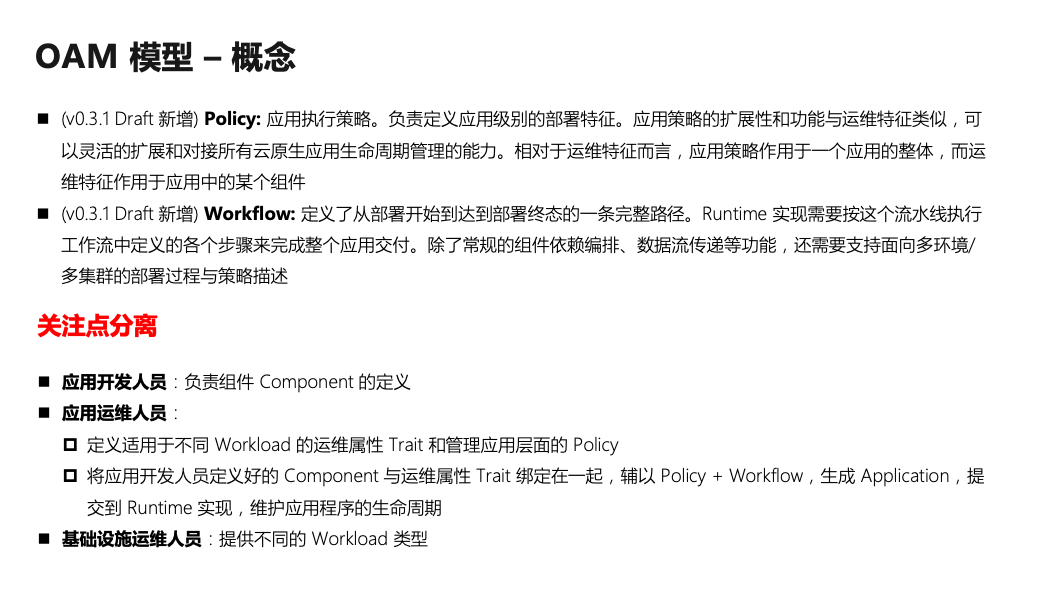 OAM 模型 – 概念
(v0.3.1 Draft 新增) Policy: 应用执行策略。负责定义应用级别的部署特征。应用策略的扩展性和功能与运维特征类似，可
以灵活的扩展和对接所有云原生应用生命周期管理的能力。相对于运维特征而言，应用策略作用于一个应用的整体，而运
维特征作用于应用中的某个组件
(v0.3.1 Draft 新增) Workflow: 定义了从部署开始到达到部署终态的一条完整路径。Runtime 实现需要按这个流水线执行
工作流中定义的各个步骤来完成整个应用交付。除了常规的组件依赖编排、数据流传递等功能，还需要支持面向多环境/
多集群的部署过程与策略描述
关注点分离
应用开发人员：负责组件 Component 的定义
应用运维人员：
定义适用于不同 Workload 的运维属性 Trait 和管理应用层面的 Policy
将应用开发人员定义好的 Component 与运维属性 Trait 绑定在一起，辅以 Policy + Workflow，生成 Application，提
交到 Runtime 实现，维护应用程序的生命周期
基础设施运维人员：提供不同的 Workload 类型